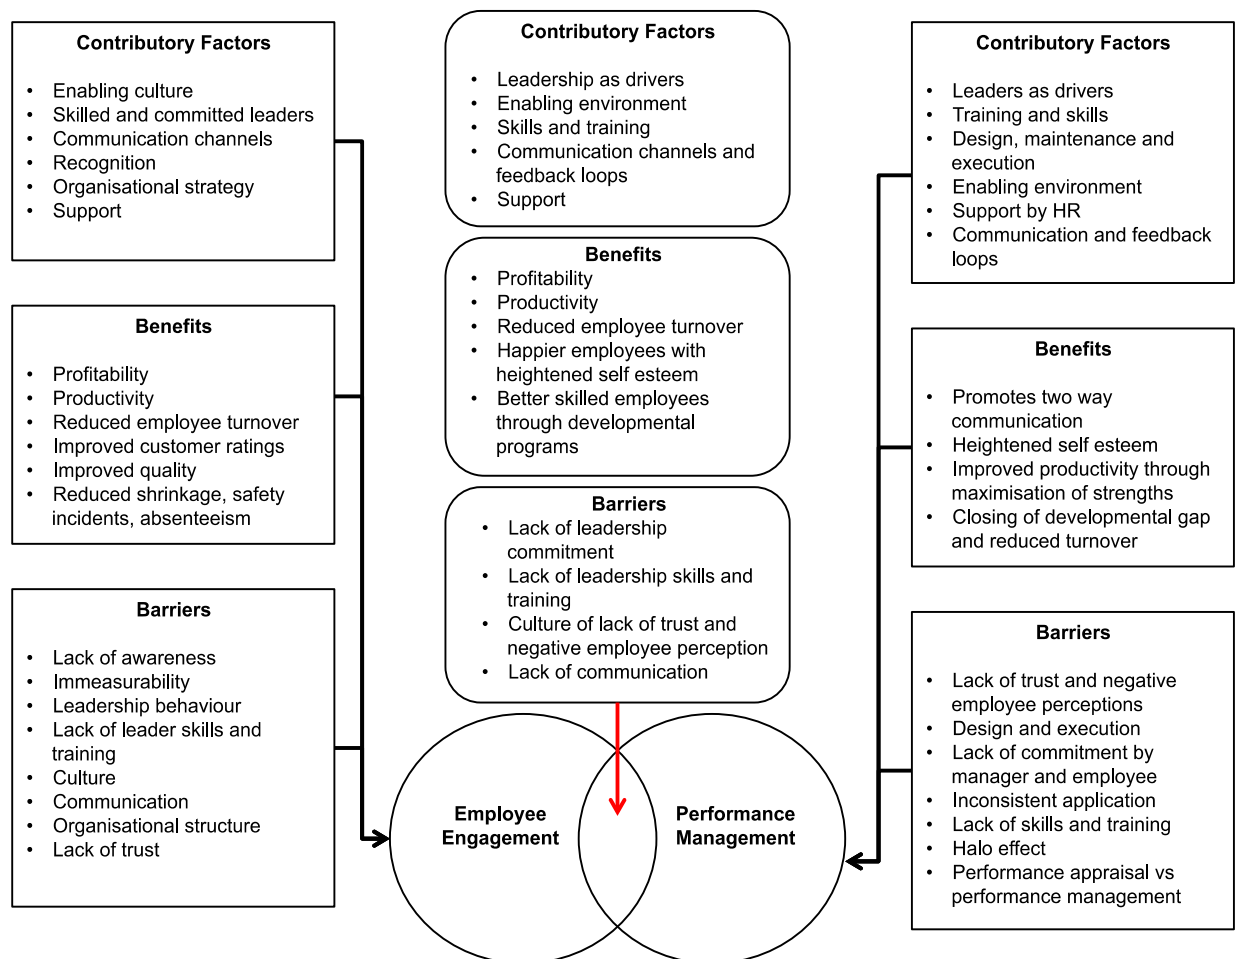 Contributory Factors
• Enabling culture
• Skilled and committed leaders
• Communication channels
• Recognition
• Organisational strategy
• Support
Benefits
• Profitability
• Productivity
• Reduced employee turnover
• Improved customer ratings
• Improved quality
• Reduced shrinkage, safety
incidents, absenteeism
Barriers
• Lack of awareness
• Immeasurability
• Leadership behaviour
• Lack of leader skills and
training
• Culture
• Communication
• Organisational structure
• Lack of trust
Contributory Factors
• Leadership as drivers
• Enabling environment
• Skills and training
• Communication channels and
feedback loops
• Support
Benefits
• Profitability
• Productivity
• Reduced employee turnover
• Happier employees with
heightened self esteem
• Better skilled employees
through developmental
programs
Barriers
• Lack of leadership
commitment
• Lack of leadership skills and
training
• Culture of lack of trust and
negative employee perception
• Lack of communication
Employee
Engagement
Performance
Management
Contributory Factors
• Leaders as drivers
• Training and skills
• Design, maintenance and
execution
• Enabling environment
• Support by HR
• Communication and feedback
loops
Benefits
• Promotes two way
communication
• Heightened self esteem
• Improved productivity through
maximisation of strengths
• Closing of developmental gap
and reduced turnover
Barriers
• Lack of trust and negative
employee perceptions
• Design and execution
• Lack of commitment by
manager and employee
• Inconsistent application
• Lack of skills and training
• Halo effect
• Performance appraisal vs
performance management